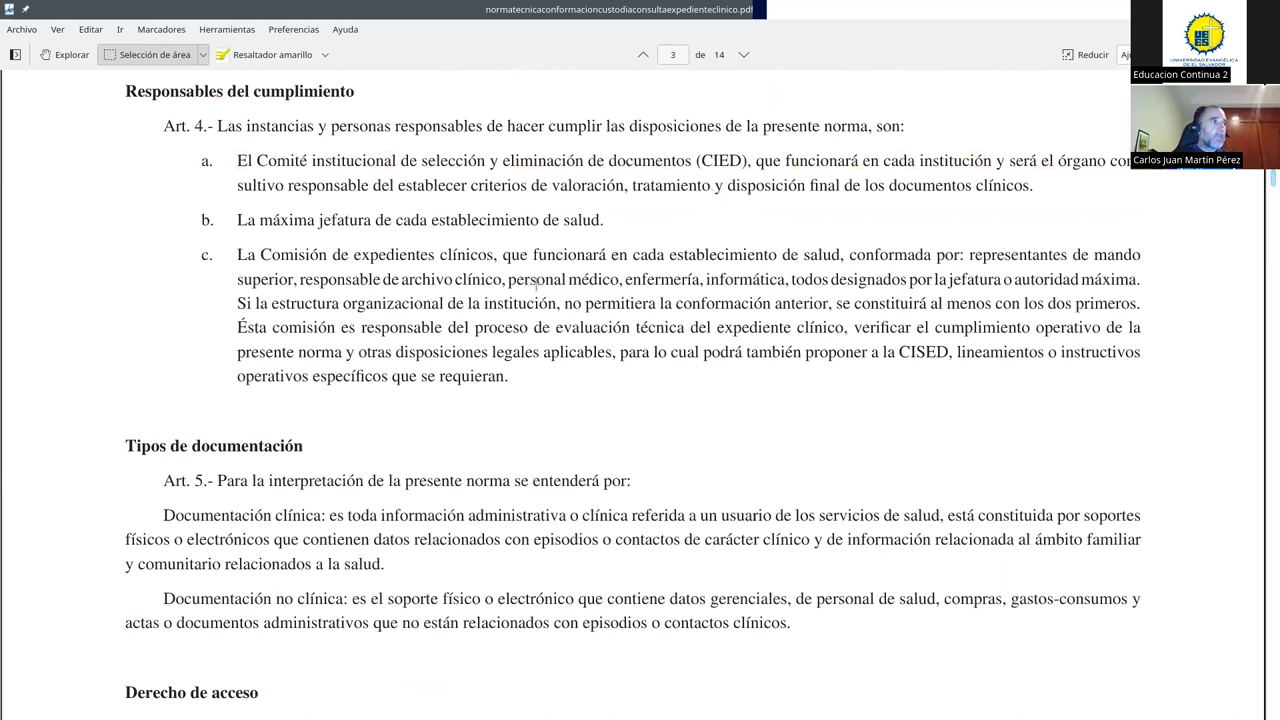 normatecnicaconformacioncustodiaconsultaexpedienteclinico.pdf
Archivo Ver Editar Ir Marcadores Herramientas Preferencias Ayuda
Explorar Selección de área Resaltador amarillo 3 de 14 Reducir
UEES
UNIVERSIDAD EVANGÉLICA
DE EL SALVADOR
Educacion Continua 2
Carlos Juan Martín Pérez
Responsables del cumplimiento
Art. 4.- Las instancias y personas responsables de hacer cumplir las disposiciones de la presente norma, son:
a. El Comité institucional de selección y eliminación de documentos (CIED), que funcionará en cada institución y será el órgano con
sultivo responsable del establecer criterios de valoración, tratamiento y disposición final de los documentos clínicos.
b. La máxima jefatura de cada establecimiento de salud.
c. La Comisión de expedientes clínicos, que funcionará en cada establecimiento de salud, conformada por: representantes de mando
superior, responsable de archivo clínico, personal médico, enfermería, informática, todos designados por la jefatura o autoridad máxima.
Si la estructura organizacional de la institución, no permitiera la conformación anterior, se constituirá al menos con los dos primeros.
Ésta comisión es responsable del proceso de evaluación técnica del expediente clínico, verificar el cumplimiento operativo de la
presente norma y otras disposiciones legales aplicables, para lo cual podrá también proponer a la CISED, lineamientos o instructivos
operativos específicos que se requieran.
Tipos de documentación
Art. 5.- Para la interpretación de la presente norma se entenderá por:
Documentación clínica: es toda información administrativa o clínica referida a un usuario de los servicios de salud, está constituida por soportes
físicos o electrónicos que contienen datos relacionados con episodios o contactos de carácter clínico y de información relacionada al ámbito familiar
y comunitario relacionados a la salud.
Documentación no clínica: es el soporte físico o electrónico que contiene datos gerenciales, de personal de salud, compras, gastos-consumos y
actas o documentos administrativos que no están relacionados con episodios o contactos clínicos.
Derecho de acceso